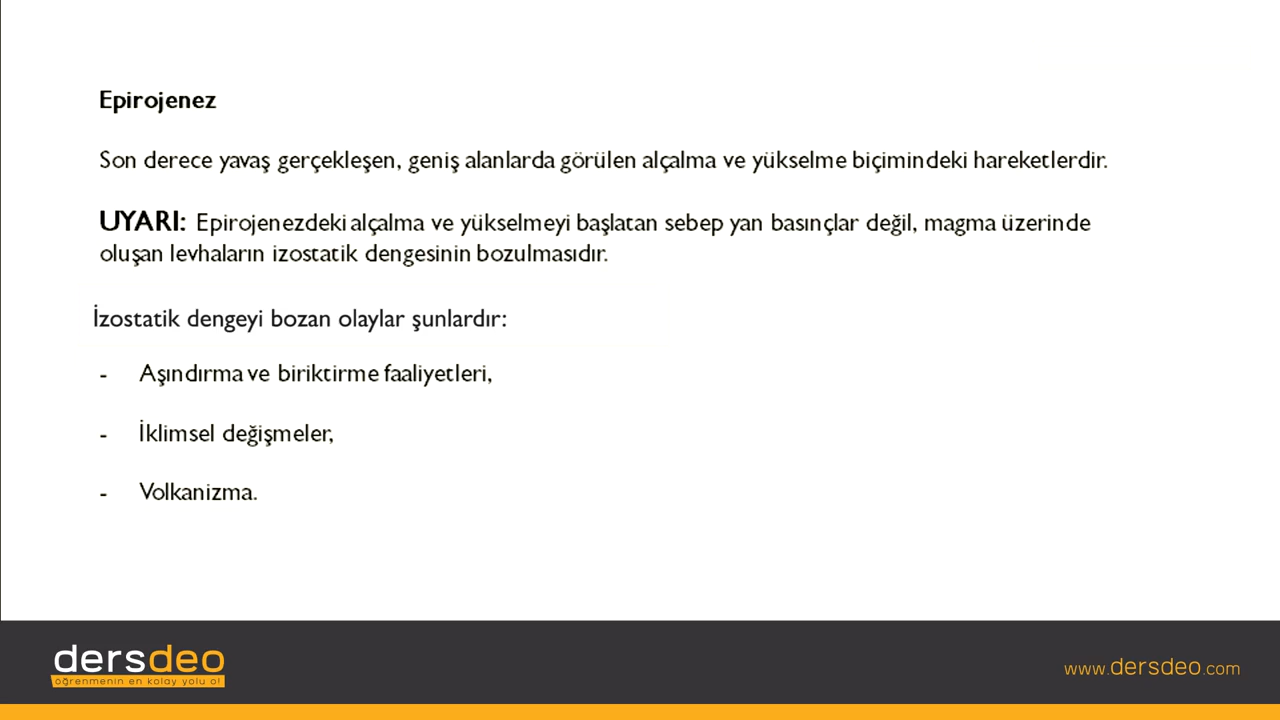 Epirojenez
Son derece yavaş gerçekleşen, geniş alanlarda görülen alçalma ve yükselme biçimindeki hareketlerdir.
UYARI: Epirojenezdeki alçalma ve yükselmeyi başlatan sebep yan basınçlar değil, magma üzerinde
oluşan levhaların izostatik dengesinin bozulmasıdır.
İzostatik dengeyi bozan olaylar şunlardır:
- Aşındırma ve biriktirme faaliyetleri,
- İklimsel değişmeler,
- Volkanizma.
dersdeo
öğrenmenin en kolay yolu o!
www.dersdeo.com